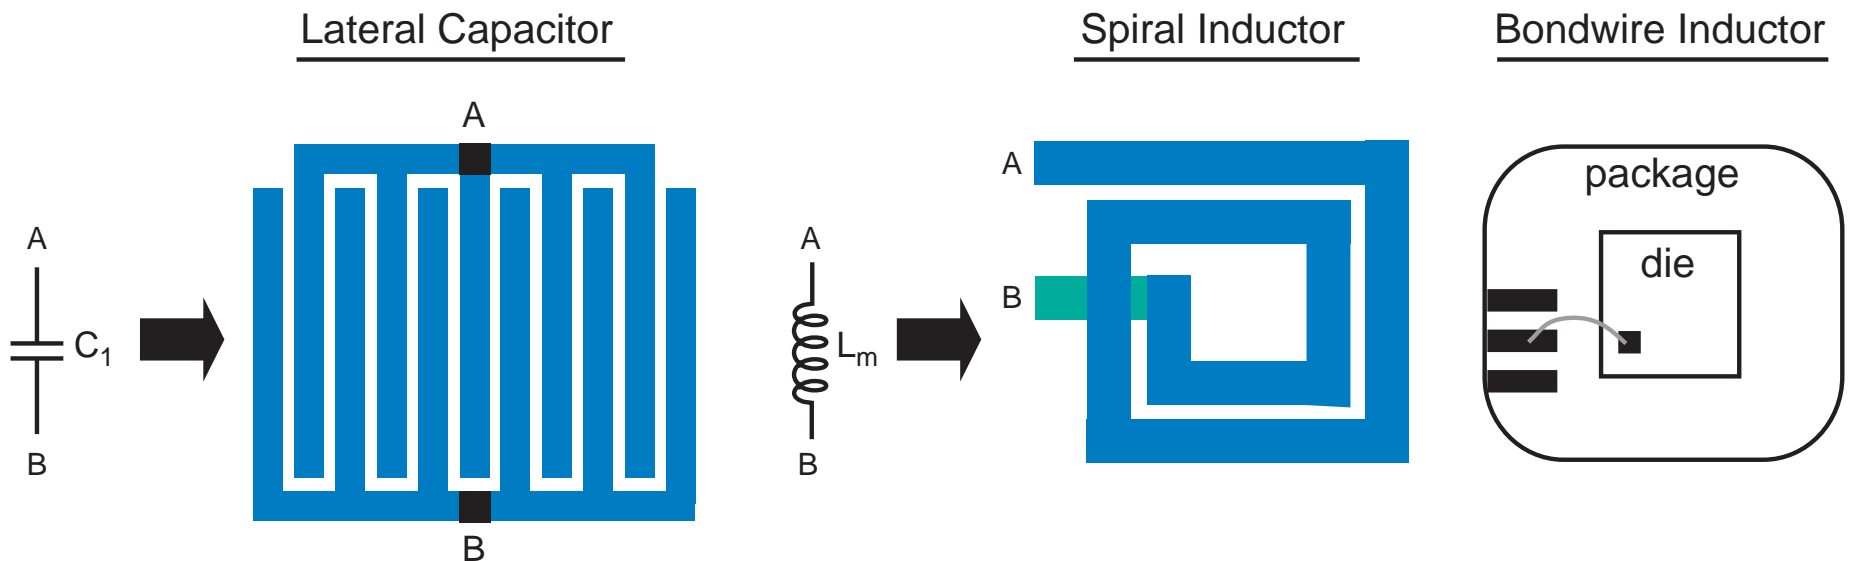 Lateral Capacitor
Spiral Inductor
Bondwire Inductor
A
C₁
B
A
B
A
Lₘ
B
A
B
package
die